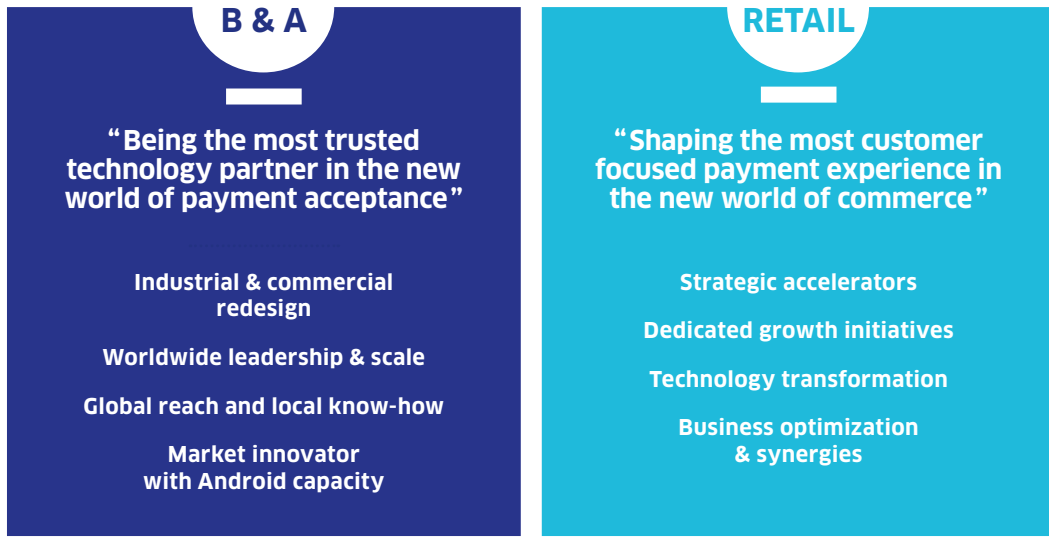 B & A
“Being the most trusted
technology partner in the new
world of payment acceptance”
Industrial & commercial
redesign
Worldwide leadership & scale
Global reach and local know-how
Market innovator
with Android capacity
RETAIL
“Shaping the most customer
focused payment experience in
the new world of commerce”
Strategic accelerators
Dedicated growth initiatives
Technology transformation
Business optimization
& synergies